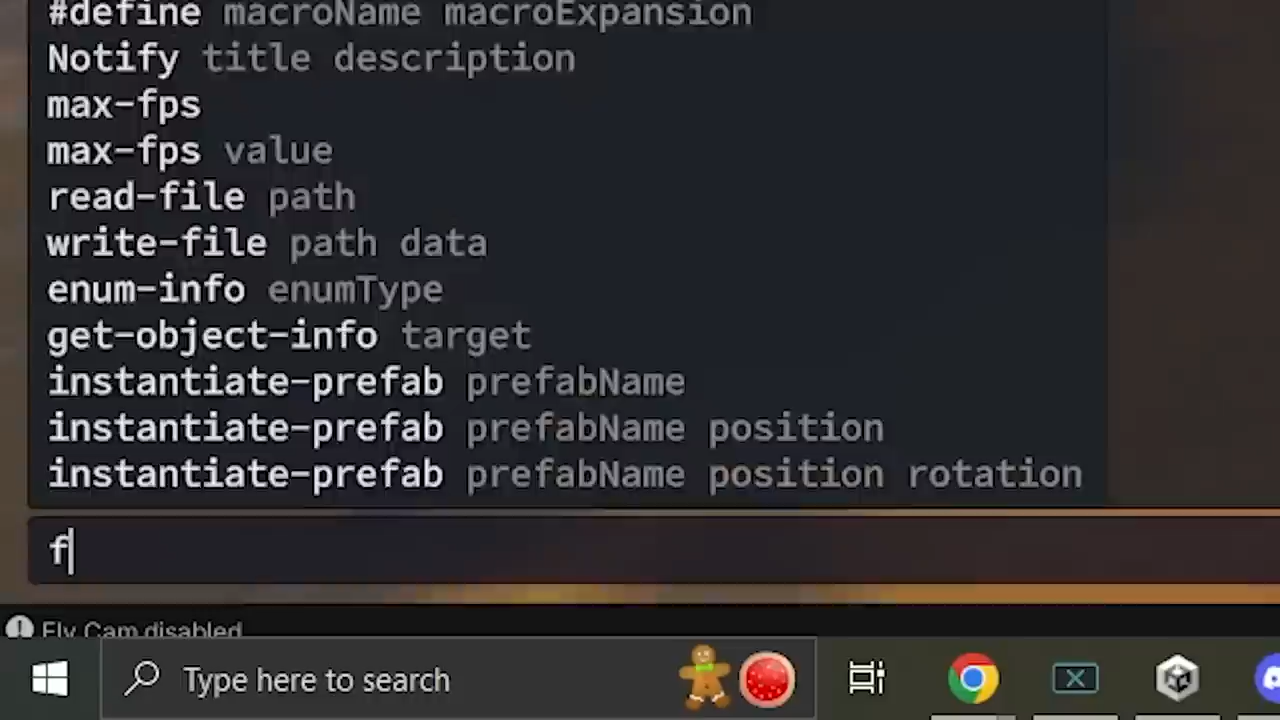 #define macroName macroExpansion
Notify title description
max-fps
max-fps value
read-file path
write-file path data
enum-info enumType
get-object-info target
instantiate-prefab prefabName
instantiate-prefab prefabName position
instantiate-prefab prefabName position rotation
f
Fly Cam disabled
Type here to search